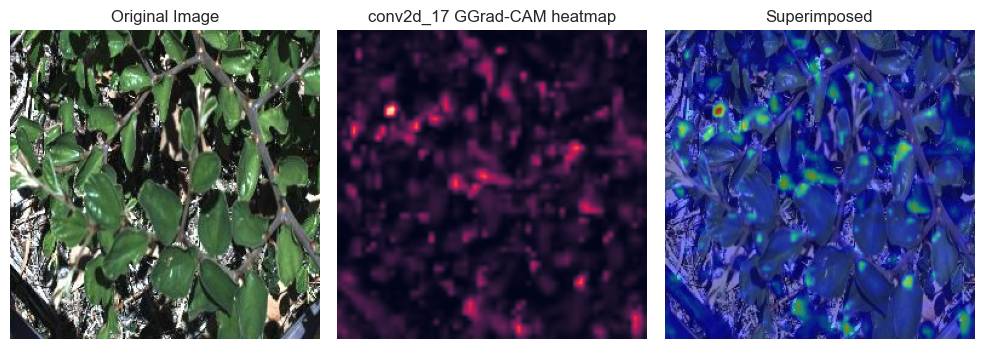 Original Image
conv2d_17 GGrad-CAM heatmap
Superimposed